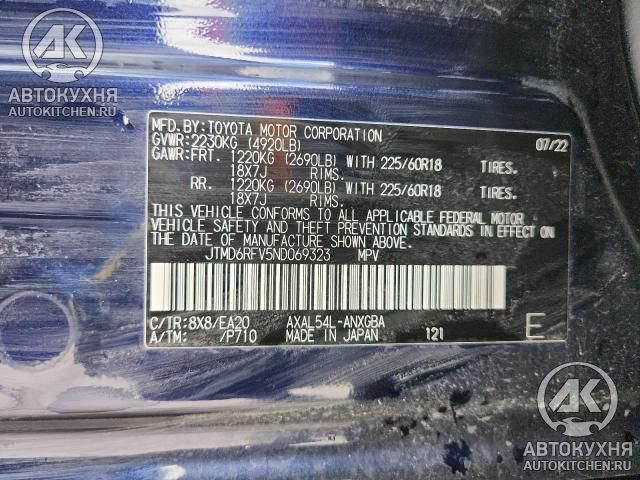 АК
АВТОКУХНЯ
AUTOKITCHEN.RU
MFD. BY:TOYOTA MOTOR CORPORATION 07/22
GVWR:2230KG (4920LB)
GAWR:FRT. 1220KG (2690LB) WITH 225/60R18 TIRES.
18X7J RIMS.
RR. 1220KG (2690LB) WITH 225/60R18 TIRES.
18X7J RIMS.
THIS VEHICLE CONFORMS TO ALL APPLICABLE FEDERAL MOTOR
VEHICLE SAFETY AND THEFT PREVENTION STANDARDS IN EFFECT ON
THE DATE OF MANUFACTURE SHOWN ABOVE.
JTMD6RFV5ND069323 MPV
C/TR:8X8/EA20 AXAL54L-ANXGBA
A/TM: /P710 MADE IN JAPAN 121 E
АК
АВТОКУХНЯ
AUTOKITCHEN.RU